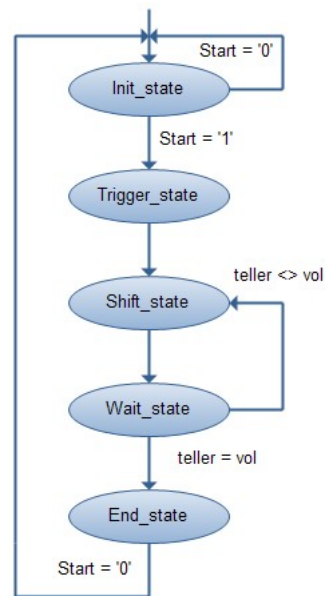 Start = '0'
Init_state
Start = '1'
Trigger_state
teller <> vol
Shift_state
Wait_state
teller = vol
End_state
Start = '0'